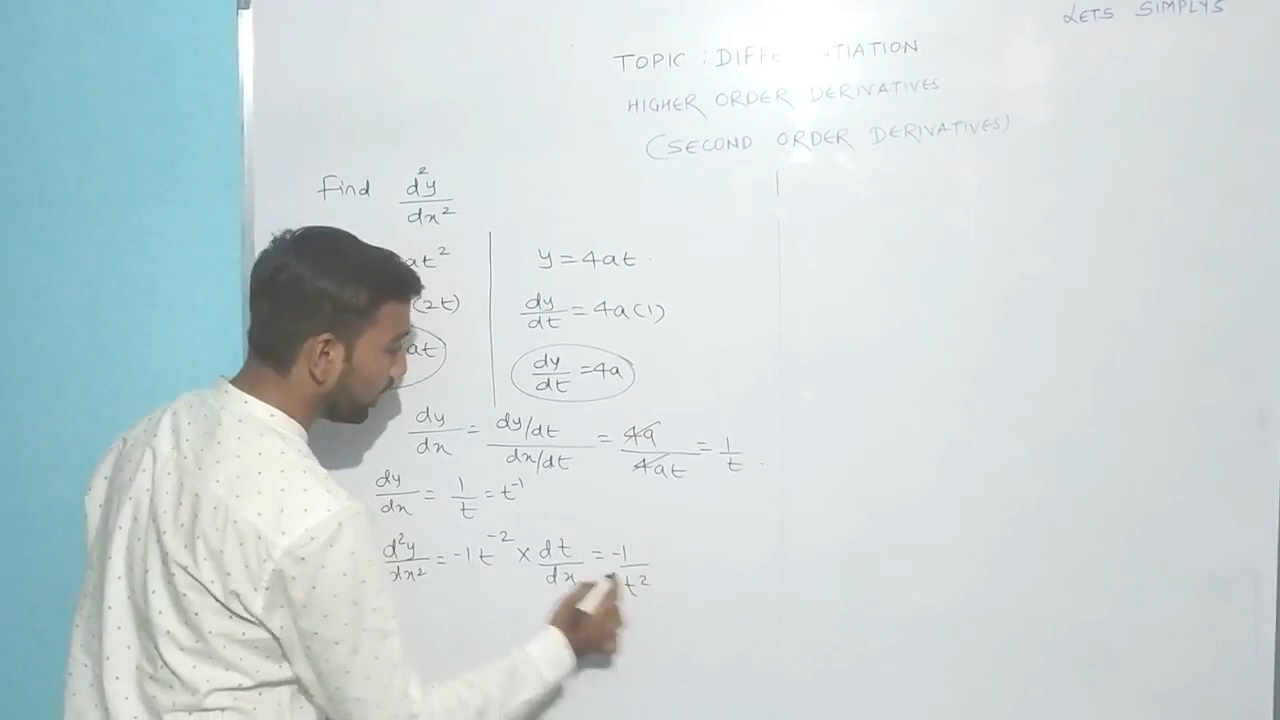 LETS SIMPLYS
TOPIC : DIFFE TIATION
HIGHER ORDER DERIVATIVES
(SECOND ORDER DERIVATIVES)
Find d²y/dx²
at²
(2t)
at
y = 4at
dy/dt = 4a(1)
dy/dt = 4a
dy/dx = dy/dt / dx/dt = 4a/4at = 1/t
dy/dx = 1/t = t⁻¹
d²y/dx² = -1t⁻² × dt/dx = -1/t²